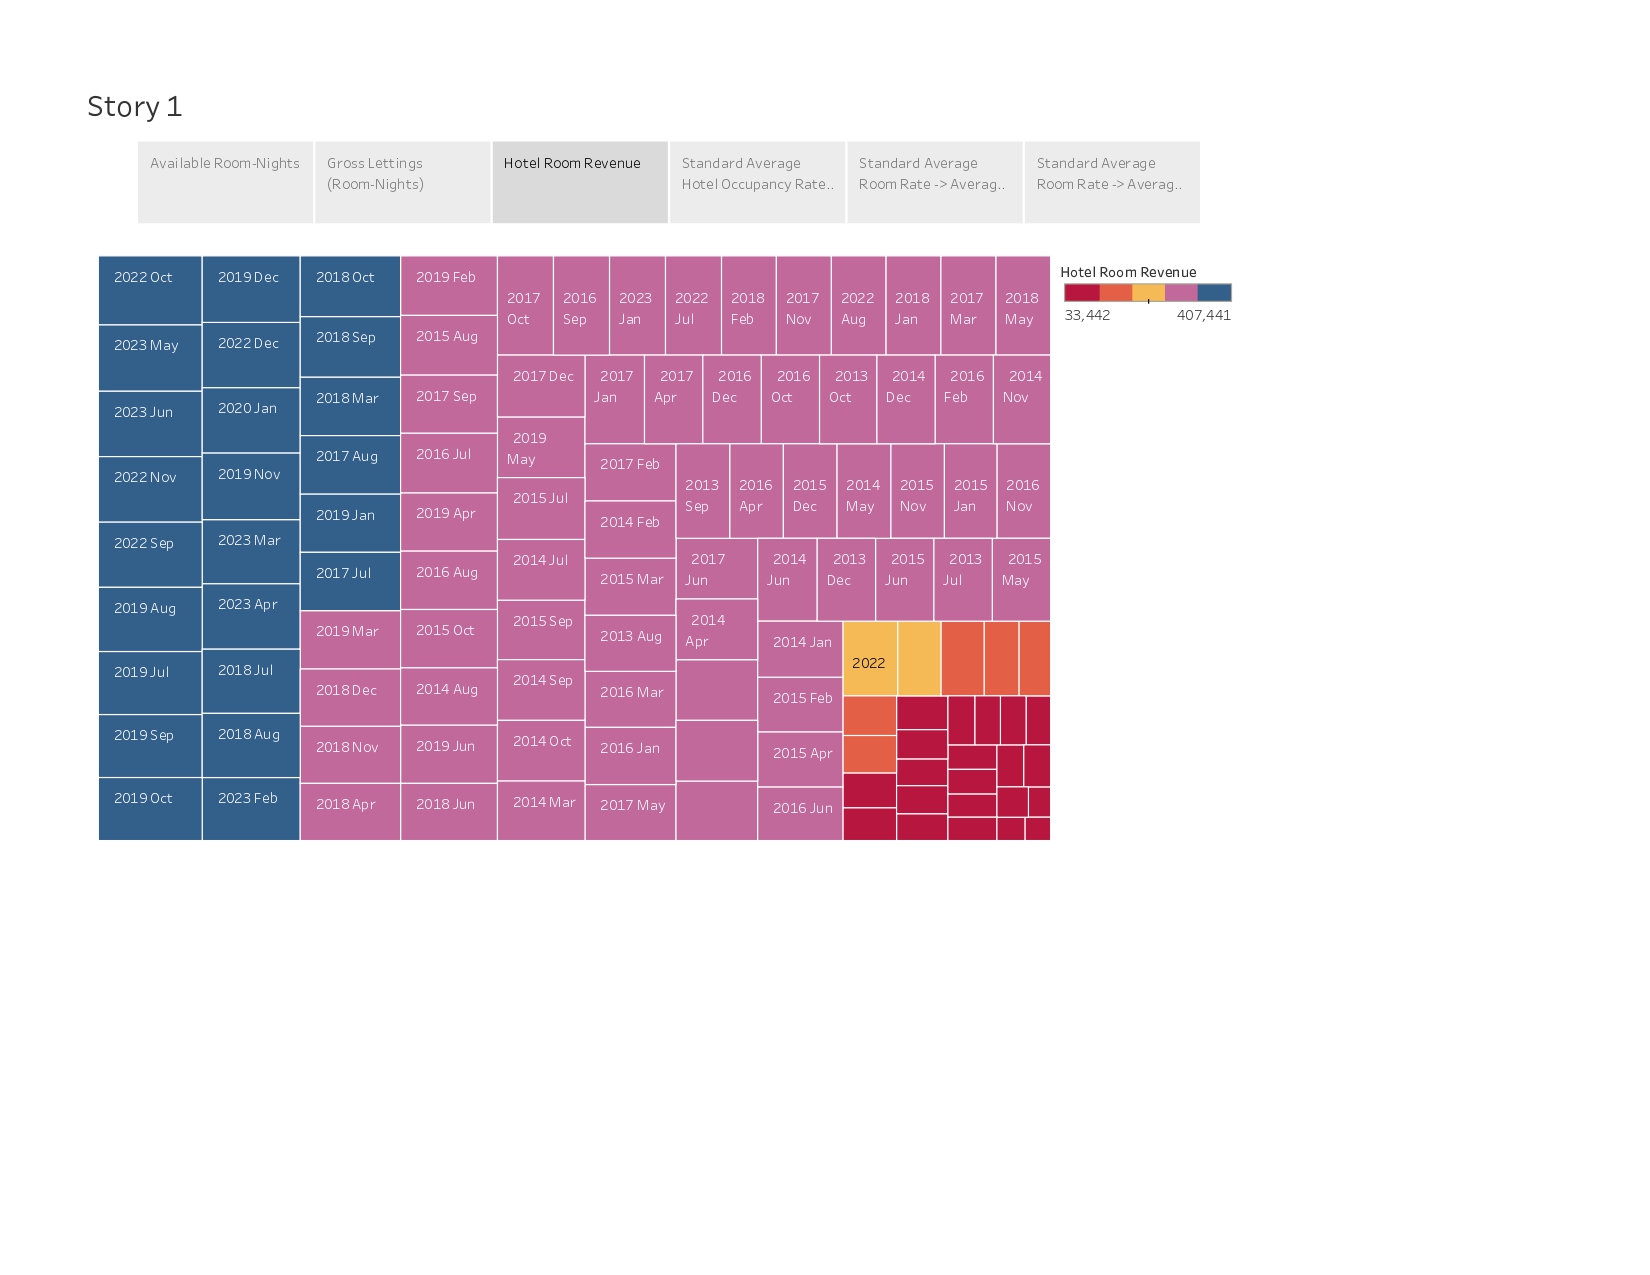 Story 1
Available Room-Nights
Gross Lettings
(Room-Nights)
Hotel Room Revenue
Standard Average
Hotel Occupancy Rate..
Standard Average
Room Rate -> Averag..
Standard Average
Room Rate -> Averag..
2022 Oct
2023 May
2023 Jun
2022 Nov
2022 Sep
2019 Aug
2019 Jul
2019 Sep
2019 Oct
2019 Dec
2022 Dec
2020 Jan
2019 Nov
2023 Mar
2023 Apr
2018 Jul
2018 Aug
2023 Feb
2018 Oct
2018 Sep
2018 Mar
2017 Aug
2019 Jan
2017 Jul
2019 Mar
2018 Dec
2018 Nov
2018 Apr
2019 Feb
2015 Aug
2017 Sep
2016 Jul
2019 Apr
2016 Aug
2015 Oct
2014 Aug
2019 Jun
2018 Jun
2017
Oct
2016
Sep
2023
Jan
2022
Jul
2018
Feb
2017
Nov
2022
Aug
2018
Jan
2017
Mar
2018
May
2017 Dec
2019
May
2015 Jul
2014 Jul
2015 Sep
2014 Sep
2014 Oct
2014 Mar
2017
Jan
2017
Apr
2016
Dec
2016
Oct
2013
Oct
2014
Dec
2016
Feb
2014
Nov
2017 Feb
2014 Feb
2015 Mar
2013 Aug
2016 Mar
2016 Jan
2017 May
2013
Sep
2016
Apr
2015
Dec
2014
May
2015
Nov
2015
Jan
2016
Nov
2017
Jun
2014
Apr
2014
Jun
2013
Dec
2015
Jun
2013
Jul
2015
May
2014 Jan
2015 Feb
2015 Apr
2016 Jun
2022
Hotel Room Revenue
33,442
407,441